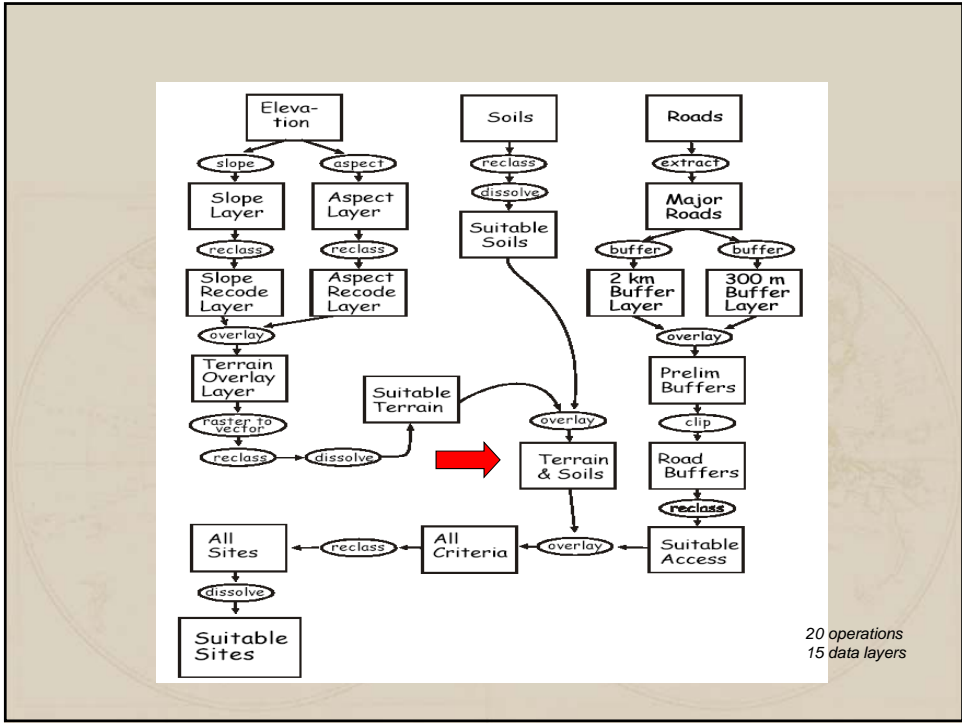 Eleva-
tion
Soils
Roads
slope
aspect
reclass
extract
dissolve
Slope
Layer
Aspect
Layer
Suitable
Soils
Major
Roads
reclass
reclass
buffer
buffer
Slope
Recode
Layer
Aspect
Recode
Layer
2 km
Buffer
Layer
300 m
Buffer
Layer
overlay
overlay
Terrain
Overlay
Layer
Suitable
Terrain
Prelim
Buffers
raster to
vector
overlay
clip
reclass
dissolve
Terrain
& Soils
Road
Buffers
reclass
All
Sites
reclass
All
Criteria
overlay
Suitable
Access
dissolve
Suitable
Sites
20 operations
15 data layers